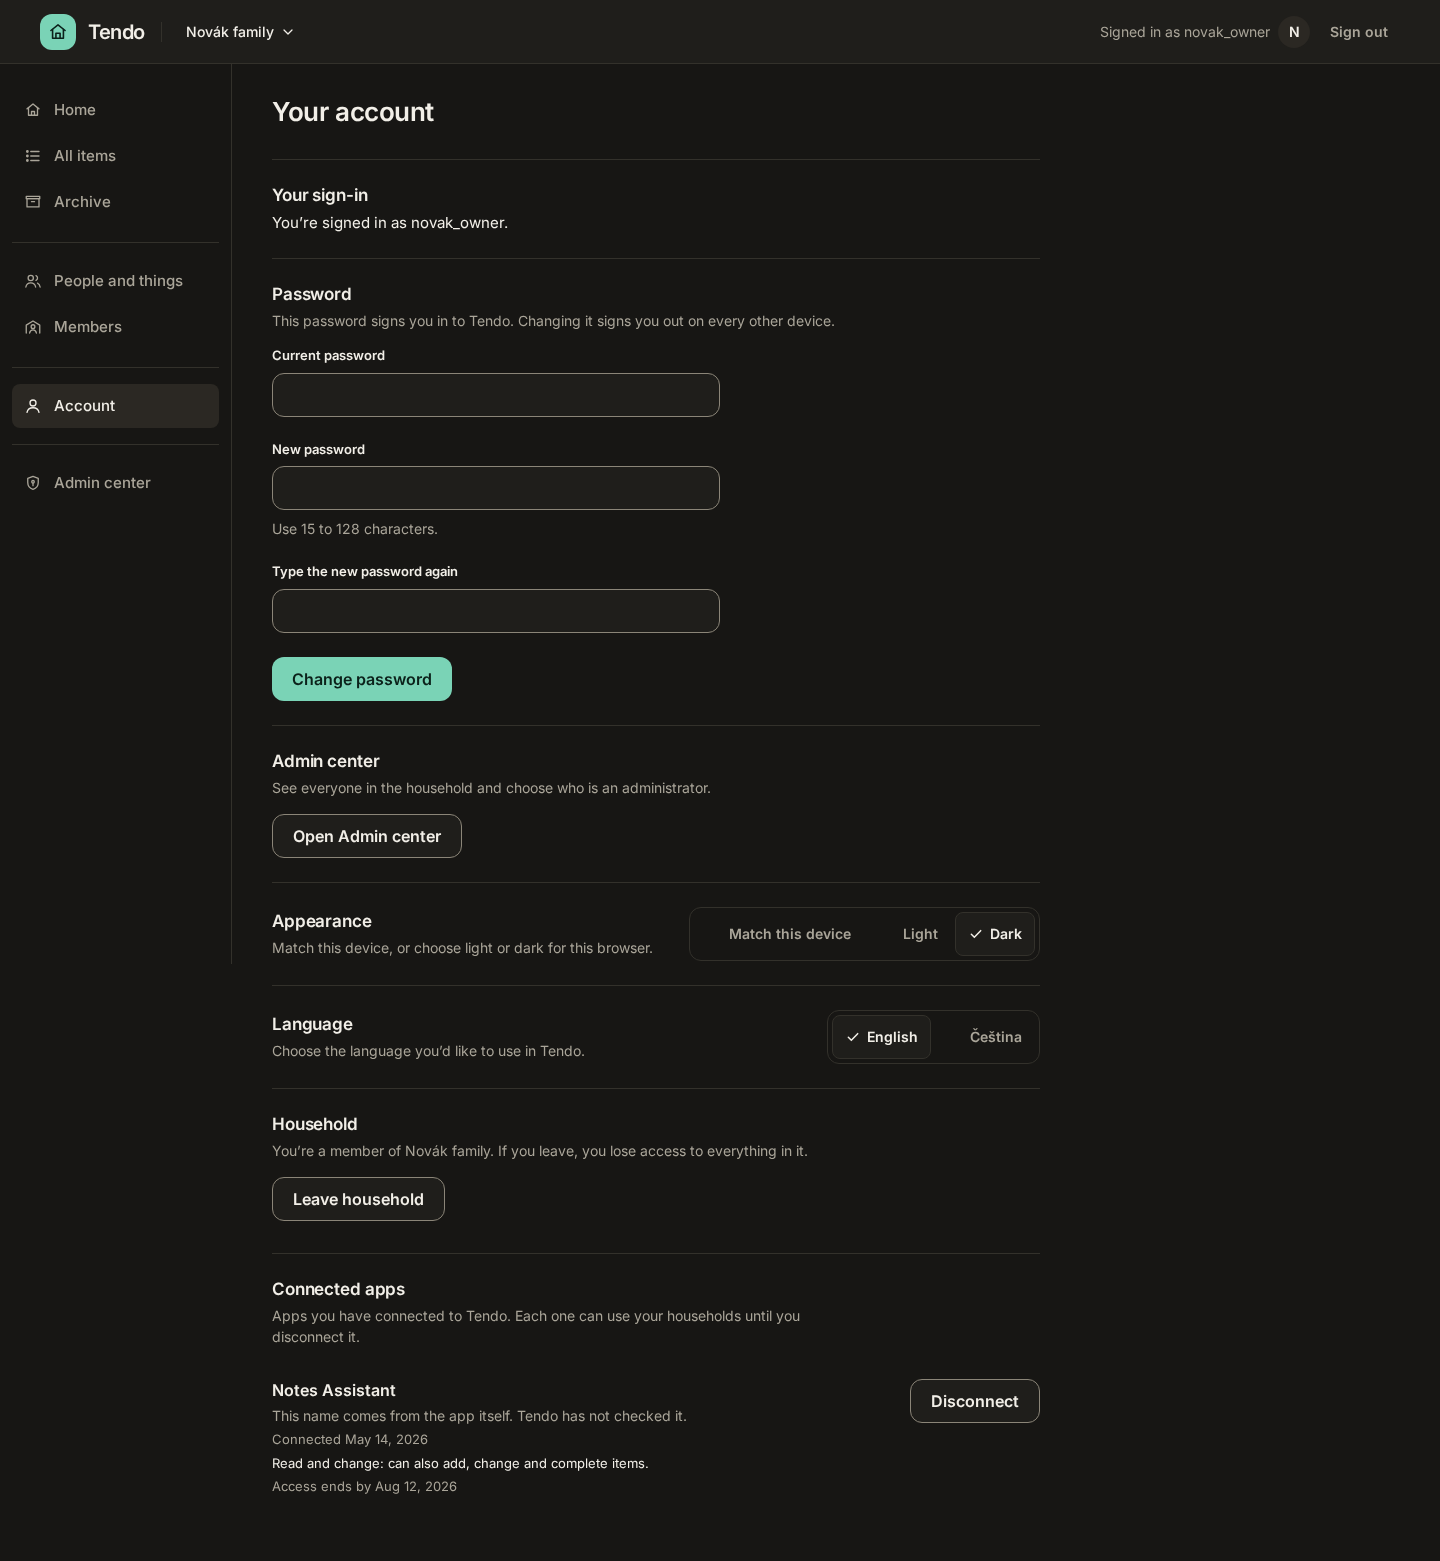 Tendo
Novák family
Signed in as novak_owner
N
Sign out
Home
All items
Archive
People and things
Members
Account
Admin center
Your account
Your sign-in
You’re signed in as novak_owner.
Password
This password signs you in to Tendo. Changing it signs you out on every other device.
Current password
New password
Use 15 to 128 characters.
Type the new password again
Change password
Admin center
See everyone in the household and choose who is an administrator.
Open Admin center
Appearance
Match this device, or choose light or dark for this browser.
Match this device
Light
Dark
Language
Choose the language you’d like to use in Tendo.
English
Čeština
Household
You’re a member of Novák family. If you leave, you lose access to everything in it.
Leave household
Connected apps
Apps you have connected to Tendo. Each one can use your households until you
disconnect it.
Notes Assistant
This name comes from the app itself. Tendo has not checked it.
Connected May 14, 2026
Read and change: can also add, change and complete items.
Access ends by Aug 12, 2026
Disconnect